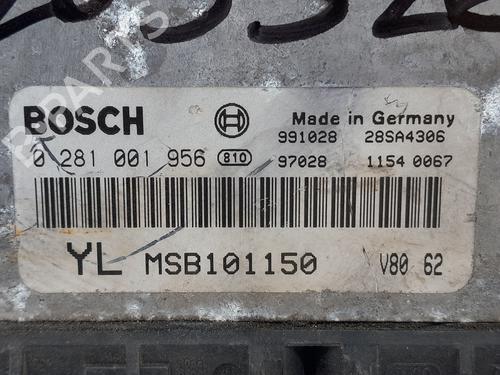 BOSCH Made in Germany
991028 28SA4306
0 281 001 956 810 97028 1154 0067
YL MSB101150 V80 62